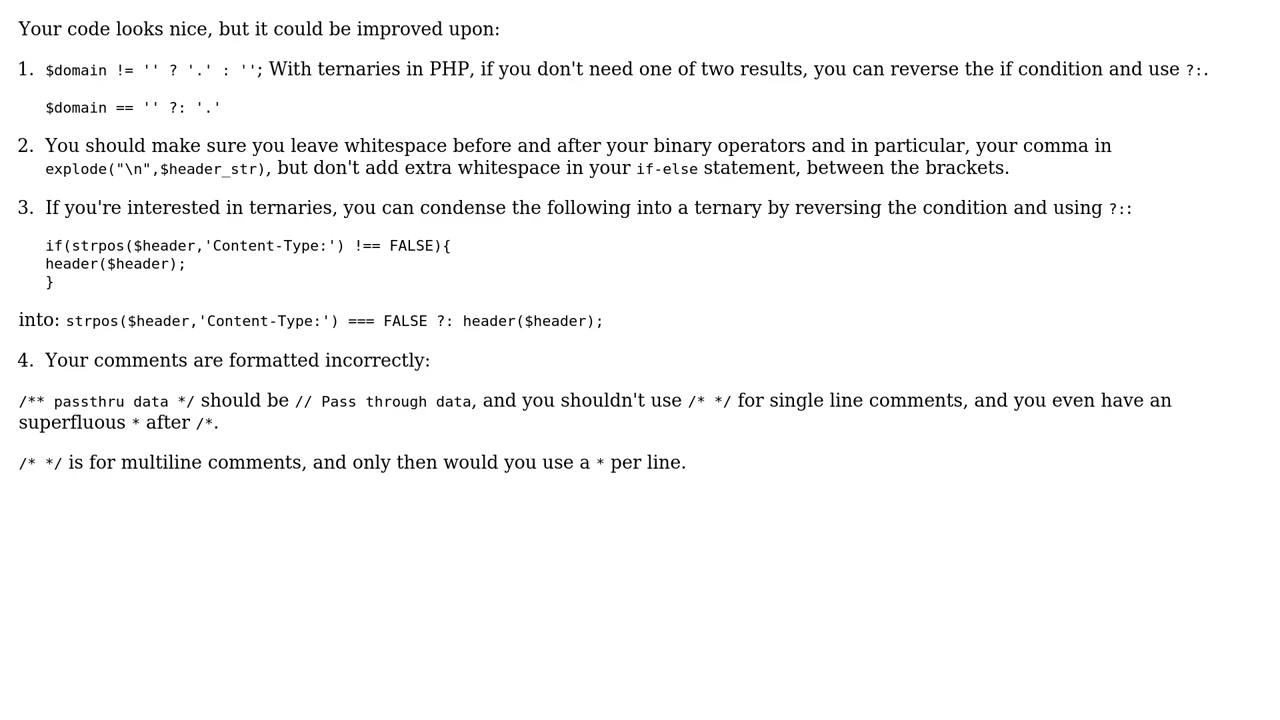 Your code looks nice, but it could be improved upon:
1. $domain != '' ? '.' : ''; With ternaries in PHP, if you don't need one of two results, you can reverse the if condition and use ?:.
$domain == '' ?: '.'
2. You should make sure you leave whitespace before and after your binary operators and in particular, your comma in
explode("\n",$header_str), but don't add extra whitespace in your if-else statement, between the brackets.
3. If you're interested in ternaries, you can condense the following into a ternary by reversing the condition and using ?::
if(strpos($header,'Content-Type:') !== FALSE){
header($header);
}
into: strpos($header,'Content-Type:') === FALSE ?: header($header);
4. Your comments are formatted incorrectly:
/** passthru data */ should be // Pass through data, and you shouldn't use /* */ for single line comments, and you even have an
superfluous * after /*.
/* */ is for multiline comments, and only then would you use a * per line.